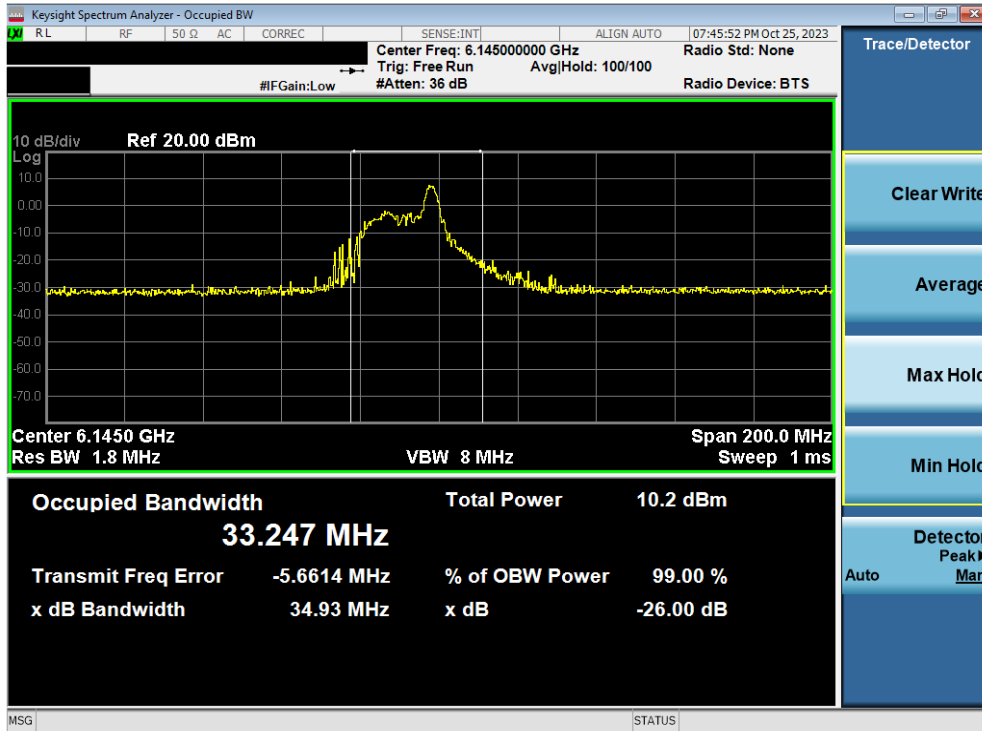 Keysight Spectrum Analyzer - Occupied BW
LXI RL RF 50 Ω AC CORREC SENSE:INT ALIGN AUTO 07:45:52 PM Oct 25, 2023
Center Freq: 6.145000000 GHz Radio Std: None
Trig: Free Run Avg|Hold: 100/100
#IFGain:Low #Atten: 36 dB Radio Device: BTS
Trace/Detector
10 dB/div Ref 20.00 dBm
Log
10.0
0.00
-10.0
-20.0
-30.0
-40.0
-50.0
-60.0
-70.0
Center 6.1450 GHz Span 200.0 MHz
Res BW 1.8 MHz VBW 8 MHz Sweep 1 ms
Occupied Bandwidth Total Power 10.2 dBm
33.247 MHz
Transmit Freq Error -5.6614 MHz % of OBW Power 99.00 %
x dB Bandwidth 34.93 MHz x dB -26.00 dB
Clear Write
Average
Max Hold
Min Hold
Detector
Peak
Auto Man
MSG STATUS